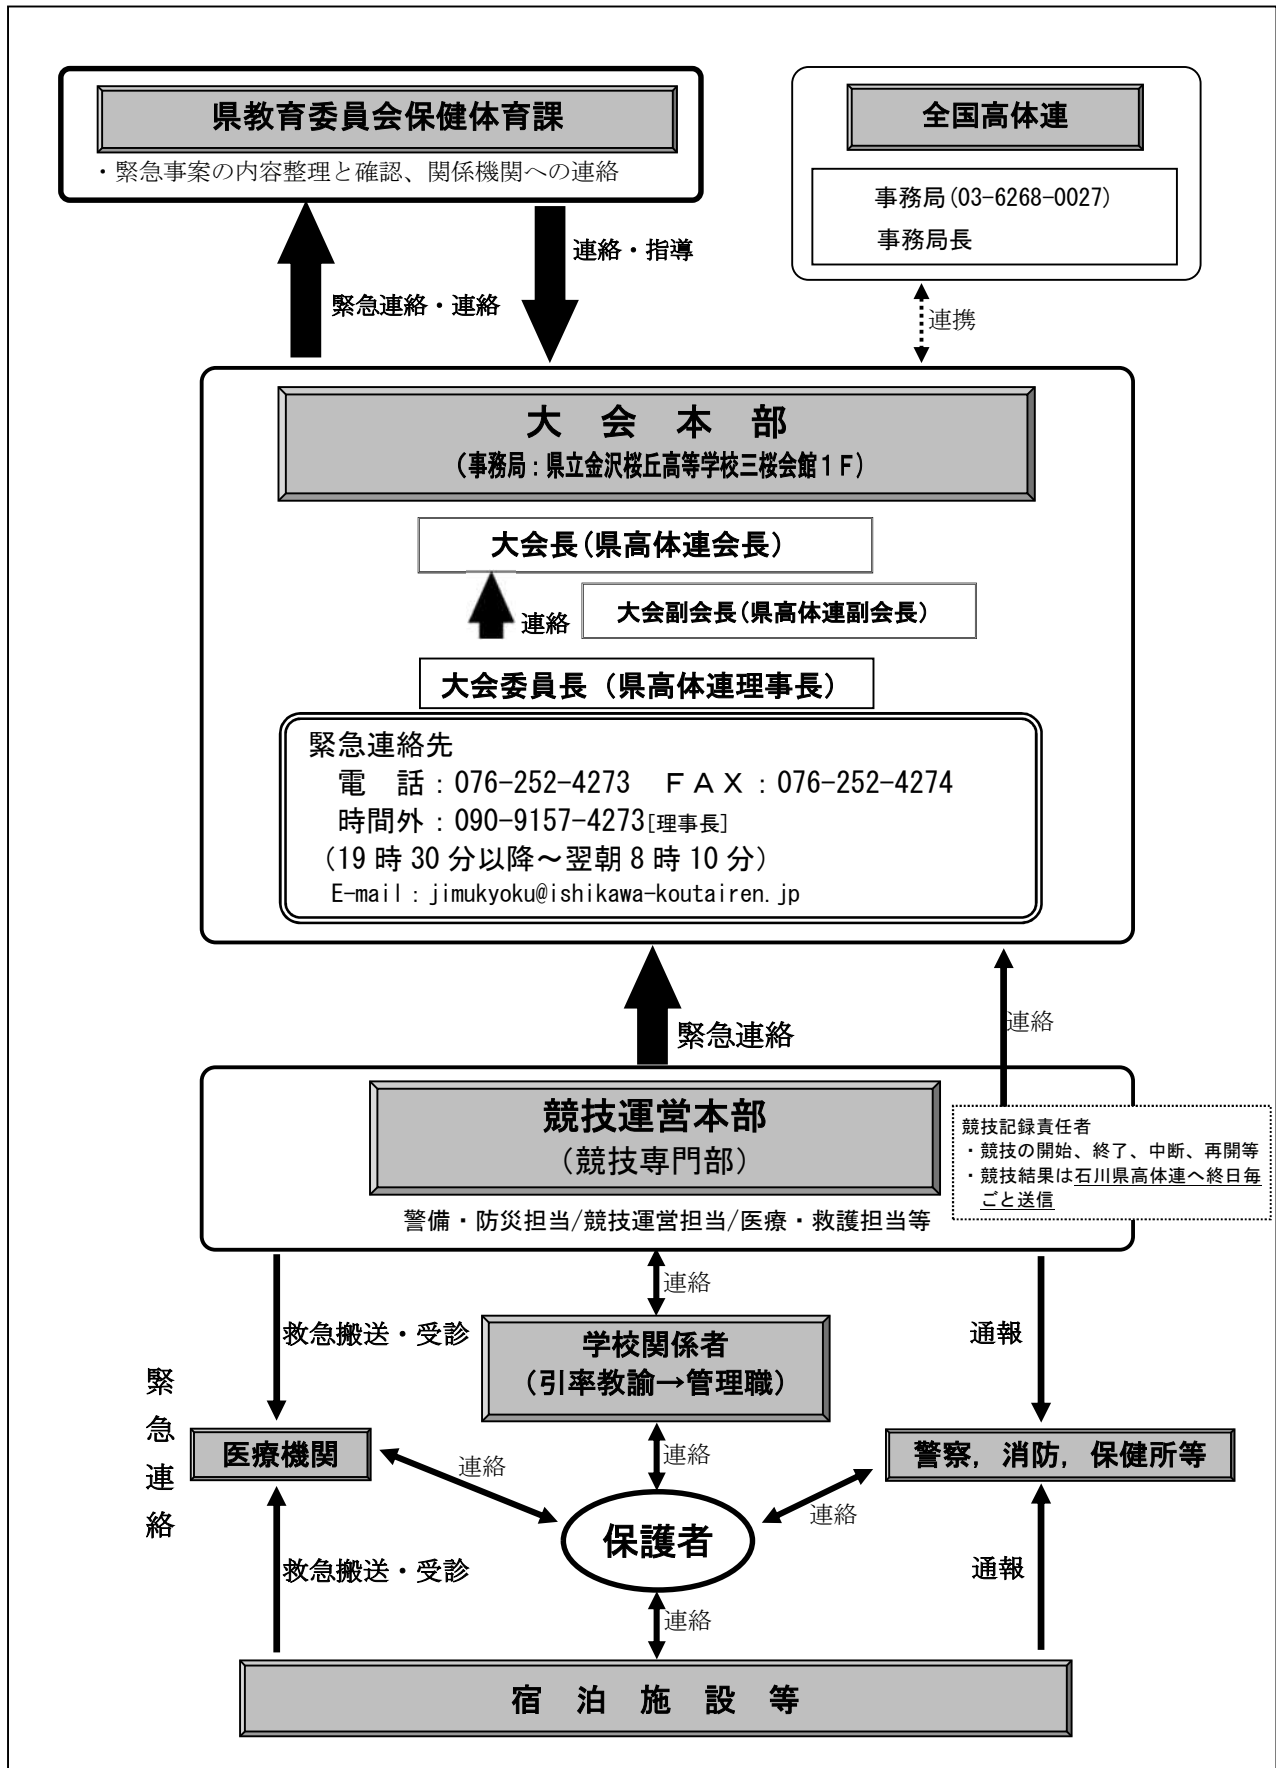 県教育委員会保健体育課
・緊急事案の内容整理と確認、関係機関への連絡
全国高体連
事務局(03-6268-0027)
事務局長
連絡・指導
緊急連絡・連絡
連携
大　会　本　部
（事務局：県立金沢桜丘高等学校三桜会館１Ｆ）
大会長(県高体連会長)
連絡
大会副会長(県高体連副会長)
大会委員長（県高体連理事長）
緊急連絡先
電　話：076-252-4273　ＦＡＸ：076-252-4274
時間外：090-9157-4273[理事長]
（19 時 30 分以降～翌朝 8 時 10 分）
E-mail：jimukyoku@ishikawa-koutairen.jp
緊急連絡
連絡
競技運営本部
（競技専門部）
警備・防災担当/競技運営担当/医療・救護担当等
競技記録責任者
・競技の開始、終了、中断、再開等
・競技結果は石川県高体連へ終日毎
ごと送信
連絡
救急搬送・受診
学校関係者
（引率教諭→管理職）
通報
緊急連絡
医療機関
連絡
連絡
警察，消防，保健所等
連絡
保護者
救急搬送・受診
通報
連絡
宿　泊　施　設　等